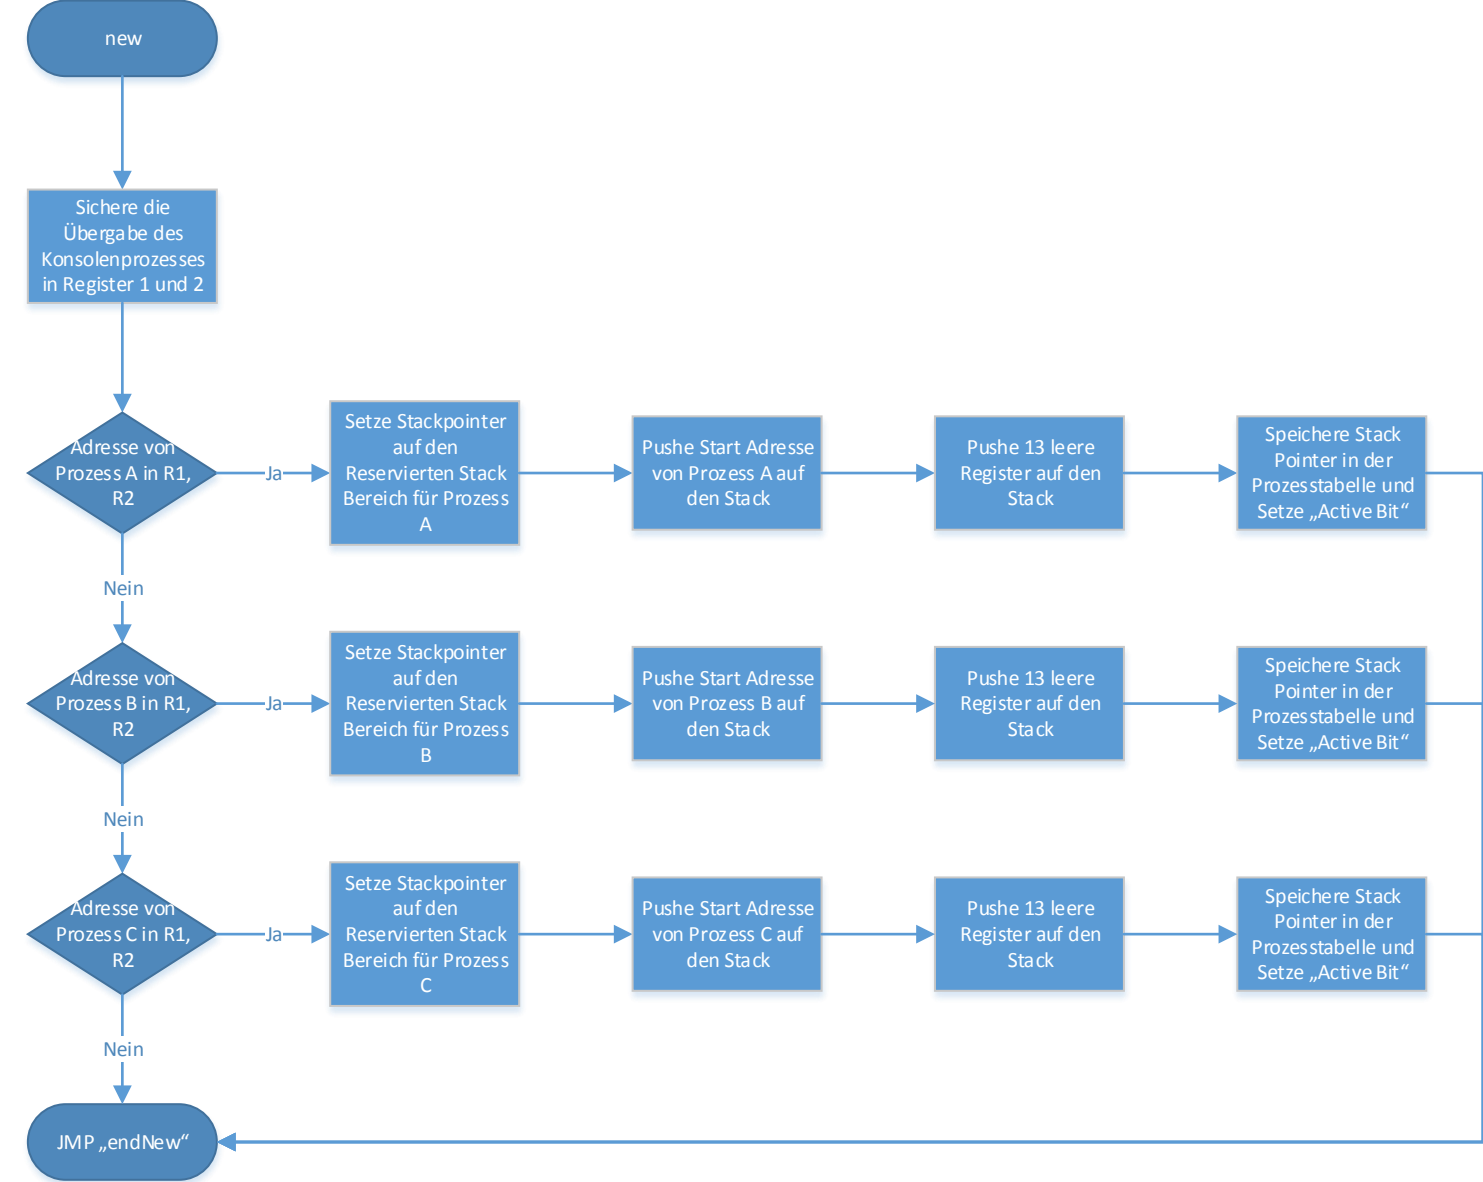 new
Sichere die
Übergabe des
Konsolenprozesses
in Register 1 und 2
Adresse von
Prozess A in R1,
R2
Ja
Setze Stackpointer
auf den
Reservierten Stack
Bereich für Prozess
A
Pushe Start Adresse
von Prozess A auf
den Stack
Pushe 13 leere
Register auf den
Stack
Speichere Stack
Pointer in der
Prozesstabelle und
Setze „Active Bit“
Nein
Adresse von
Prozess B in R1,
R2
Ja
Setze Stackpointer
auf den
Reservierten Stack
Bereich für Prozess
B
Pushe Start Adresse
von Prozess B auf
den Stack
Pushe 13 leere
Register auf den
Stack
Speichere Stack
Pointer in der
Prozesstabelle und
Setze „Active Bit“
Nein
Adresse von
Prozess C in R1,
R2
Ja
Setze Stackpointer
auf den
Reservierten Stack
Bereich für Prozess
C
Pushe Start Adresse
von Prozess C auf
den Stack
Pushe 13 leere
Register auf den
Stack
Speichere Stack
Pointer in der
Prozesstabelle und
Setze „Active Bit“
Nein
JMP „endNew“